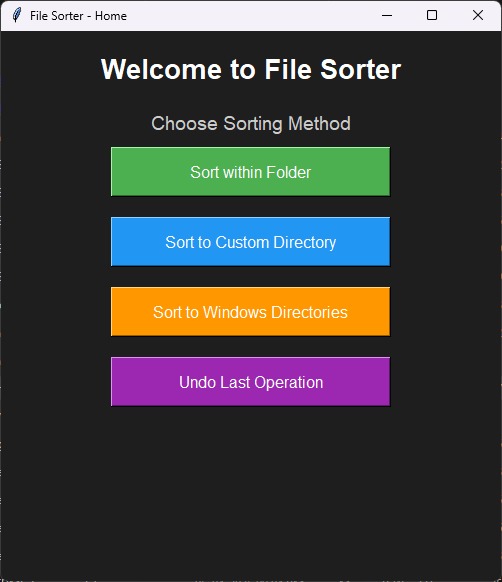 File Sorter - Home
Welcome to File Sorter
Choose Sorting Method
Sort within Folder
Sort to Custom Directory
Sort to Windows Directories
Undo Last Operation